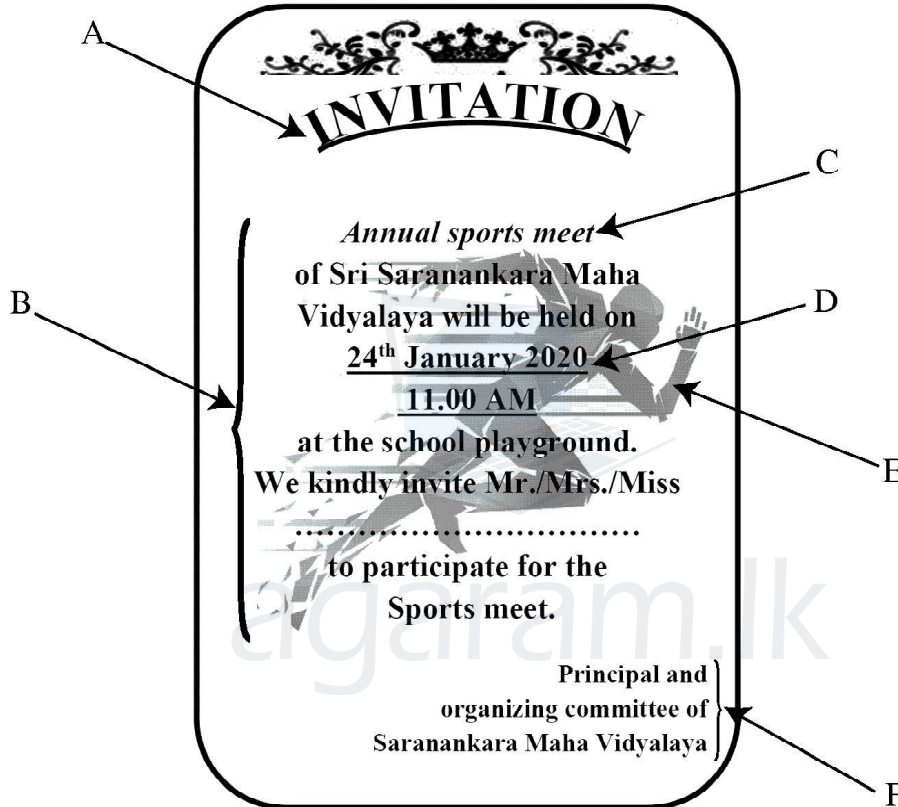 A
INVITATION
C
Annual sports meet
of Sri Saranankara Maha
B
Vidyalaya will be held on
D
24th January 2020
11.00 AM
at the school playground.
E
We kindly invite Mr./Mrs./Miss
..................................
to participate for the
Sports meet.
agaram.lk
Principal and
organizing committee of
Saranankara Maha Vidyalaya
F